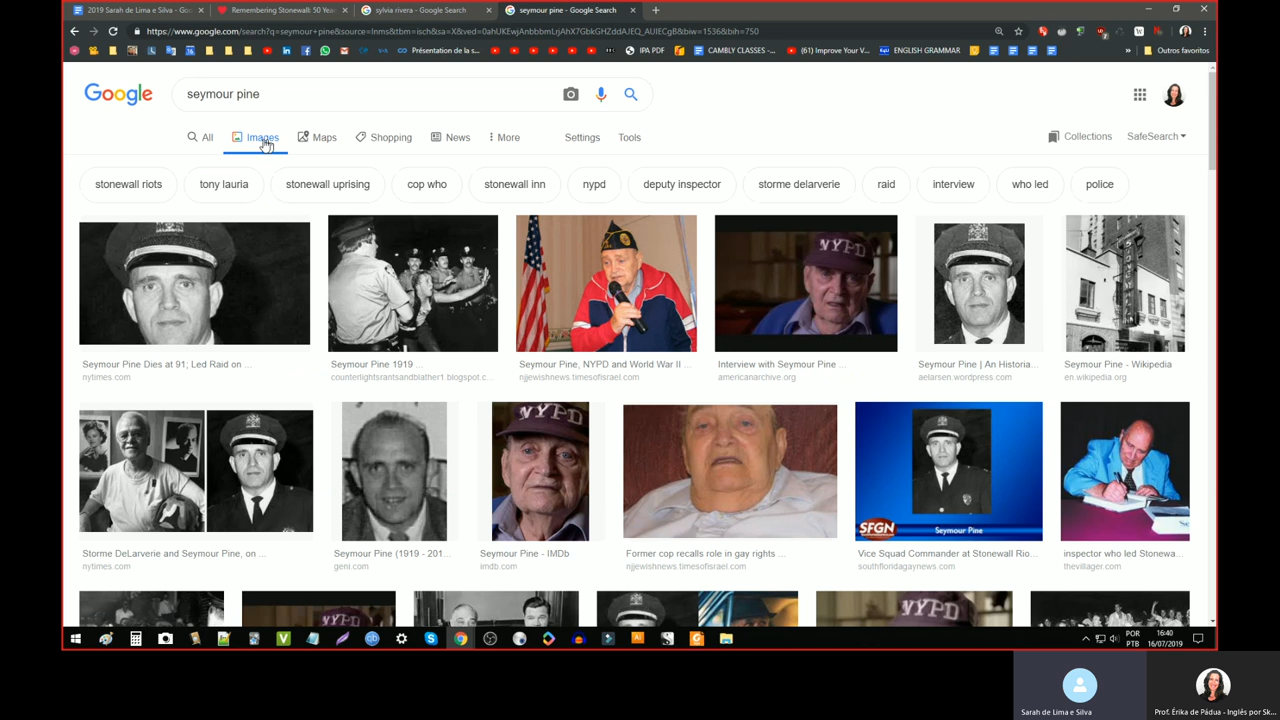 2019 Sarah de Lima e Silva - Goo
Remembering Stonewall: 50 Year
sylvia rivera - Google Search
seymour pine - Google Search
https://www.google.com/search?q=seymour+pine&source=lnms&tbm=isch&sa=X&ved=
Présentation de la s...
IPA PDF
CAMBLY CLASSES -...
(61) Improve Your V...
ENGLISH GRAMMAR
»
Outros favoritos
Google
seymour pine
All
Images
Maps
Shopping
News
More
Settings
Tools
Collections
SafeSearch
stonewall riots
tony lauria
stonewall uprising
cop who
stonewall inn
nypd
deputy inspector
storme delarverie
raid
interview
who led
police
NYPD
STONEWALL
Seymour Pine Dies at 91; Led Raid on ...
Seymour Pine 1919 ...
Seymour Pine, NYPD and World War II ...
Interview with Seymour Pine ...
Seymour Pine | An Historia...
Seymour Pine - Wikipedia
nytimes.com
counterlightsrantsandblather1.blogspot.c...
njjewishnews.timesofisrael.com
americanarchive.org
aelarsen.wordpress.com
en.wikipedia.org
NYPD
SFGN
Seymour Pine
Storme DeLarverie and Seymour Pine, on ...
Seymour Pine (1919 - 201...
Seymour Pine - IMDb
Former cop recalls role in gay rights ...
Vice Squad Commander at Stonewall Rio...
inspector who led Stonewa...
nytimes.com
geni.com
imdb.com
njjewishnews.timesofisrael.com
southfloridagaynews.com
thevillager.com
POR
PTB
16:40
16/07/2019
Sarah de Lima e Silva
Prof. Érika de Pádua - Inglês por Sk...